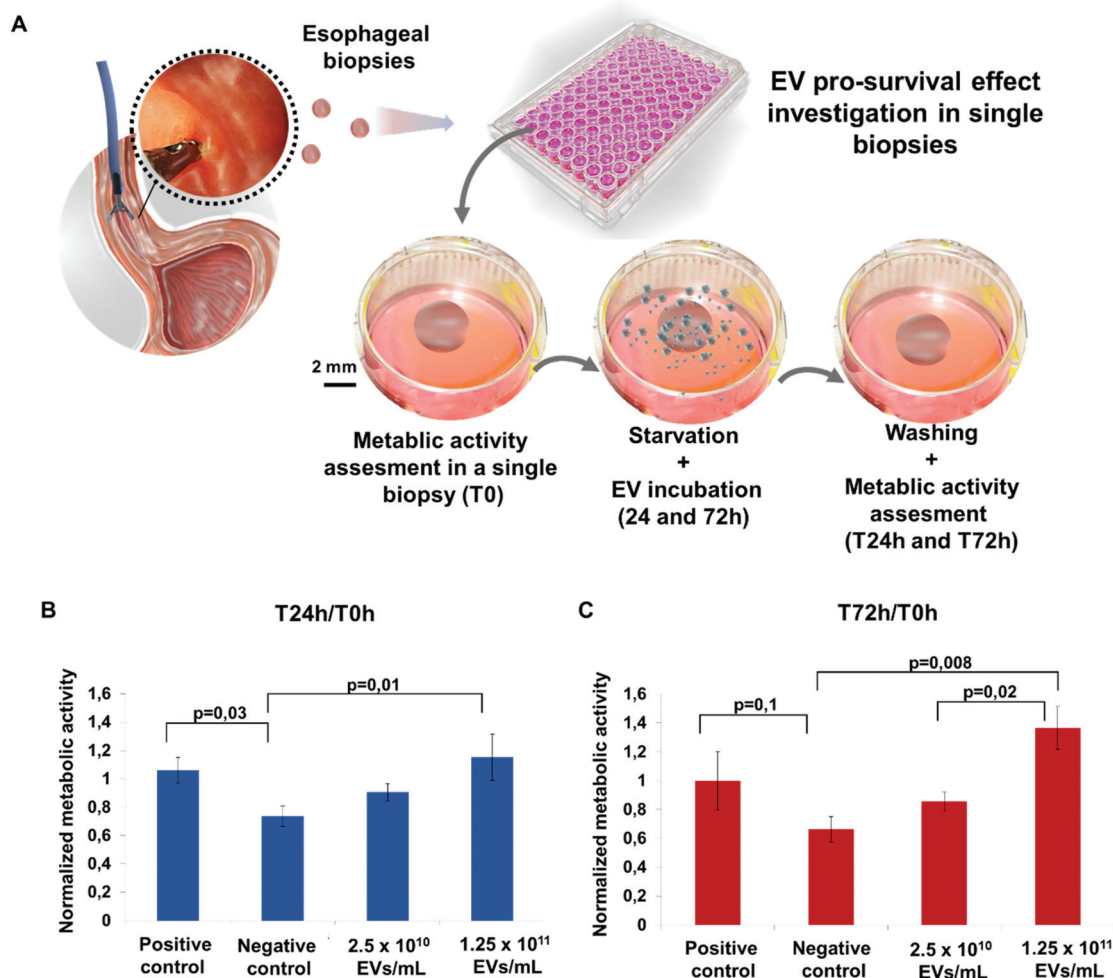 A
Esophageal
biopsies
EV pro-survival effect
investigation in single
biopsies
2 mm
Metablic activity
assesment in a single
biopsy (T0)
Starvation
+
EV incubation
(24 and 72h)
Washing
+
Metablic activity
assesment
(T24h and T72h)
B
T24h/T0h
Normalized metabolic activity
1,6
1,4
1,2
1
0,8
0,6
0,4
0,2
0
p=0,03
p=0,01
Positive
control
Negative
control
2.5 x 10¹⁰
EVs/mL
1.25 x 10¹¹
EVs/mL
C
T72h/T0h
Normalized metabolic activity
1,6
1,4
1,2
1
0,8
0,6
0,4
0,2
0
p=0,1
p=0,008
p=0,02
Positive
control
Negative
control
2.5 x 10¹⁰
EVs/mL
1.25 x 10¹¹
EVs/mL